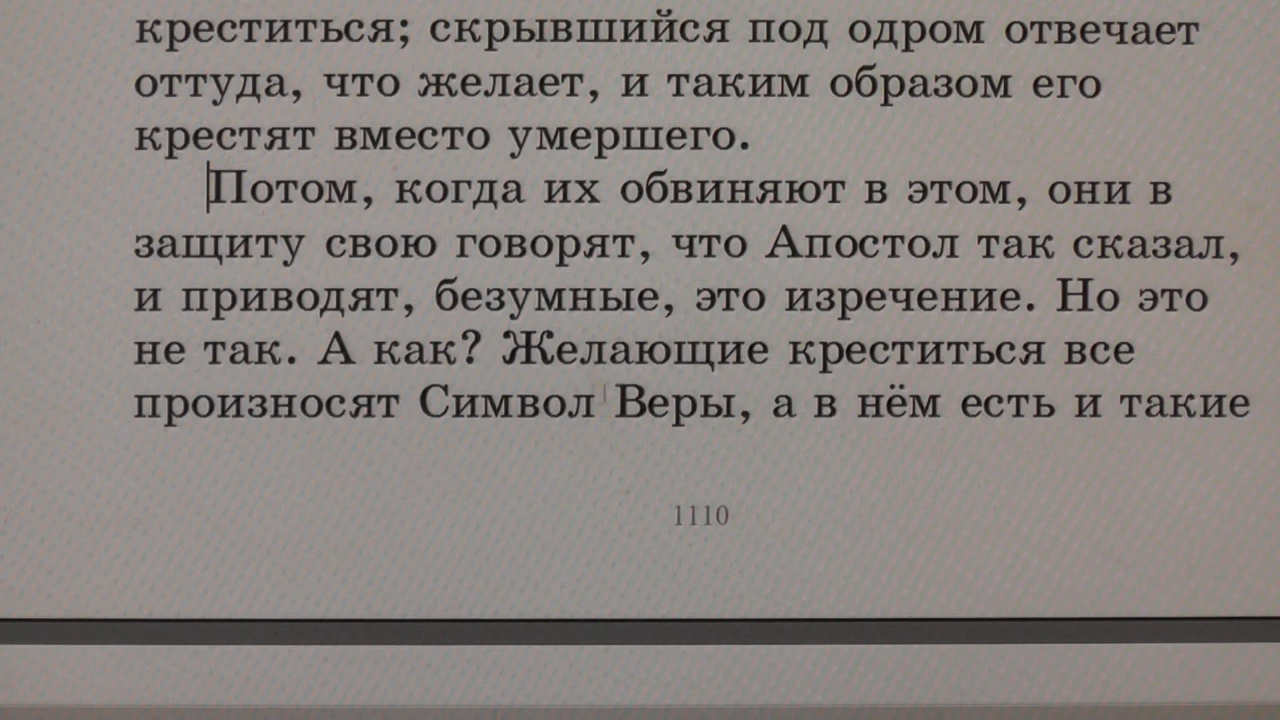 креститься; скрывшийся под одром отвечает
оттуда, что желает, и таким образом его
крестят вместо умершего.
Потом, когда их обвиняют в этом, они в
защиту свою говорят, что Апостол так сказал,
и приводят, безумные, это изречение. Но это
не так. А как? Желающие креститься все
произносят Символ Веры, а в нём есть и такие
1110